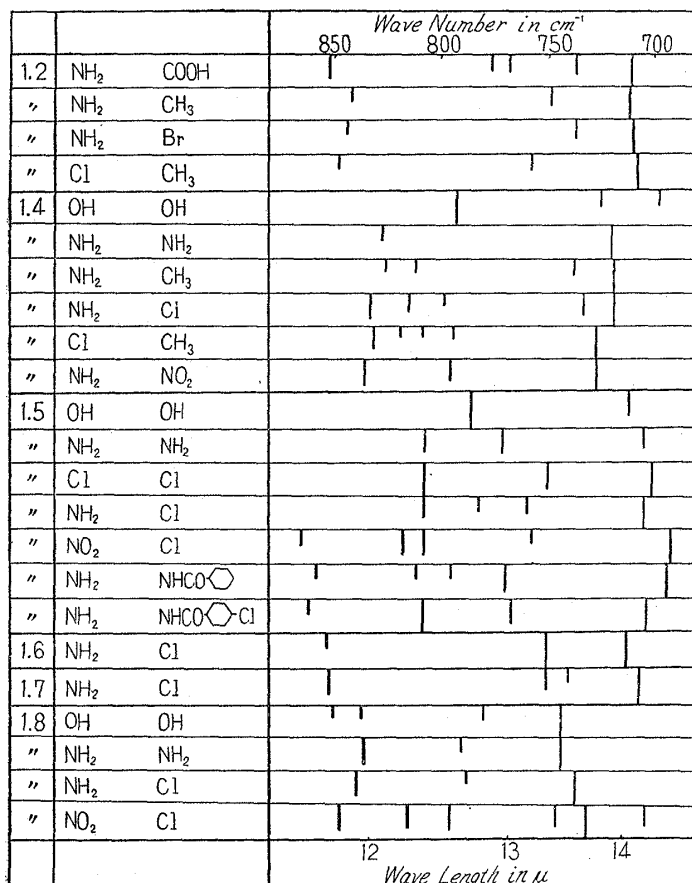 Wave Number in cm⁻¹
850 800 750 700
1.2 NH₂ COOH
〃 NH₂ CH₃
〃 NH₂ Br
〃 Cl CH₃
1.4 OH OH
〃 NH₂ NH₂
〃 NH₂ CH₃
〃 NH₂ Ci
〃 Cl CH₃
〃 NH₂ NO₂
1.5 OH OH
〃 NH₂ NH₂
〃 Cl Cl
〃 NH₂ Cl
〃 NO₂ Cl
〃 NH₂ NHCO
〃 NH₂ NHCO-Cl
1.6 NH₂ Cl
1.7 NH₂ Cl
1.8 OH OH
〃 NH₂ NH₂
〃 NH₂ Cl
〃 NO₂ Cl
12 13 14
Wave Length in μ